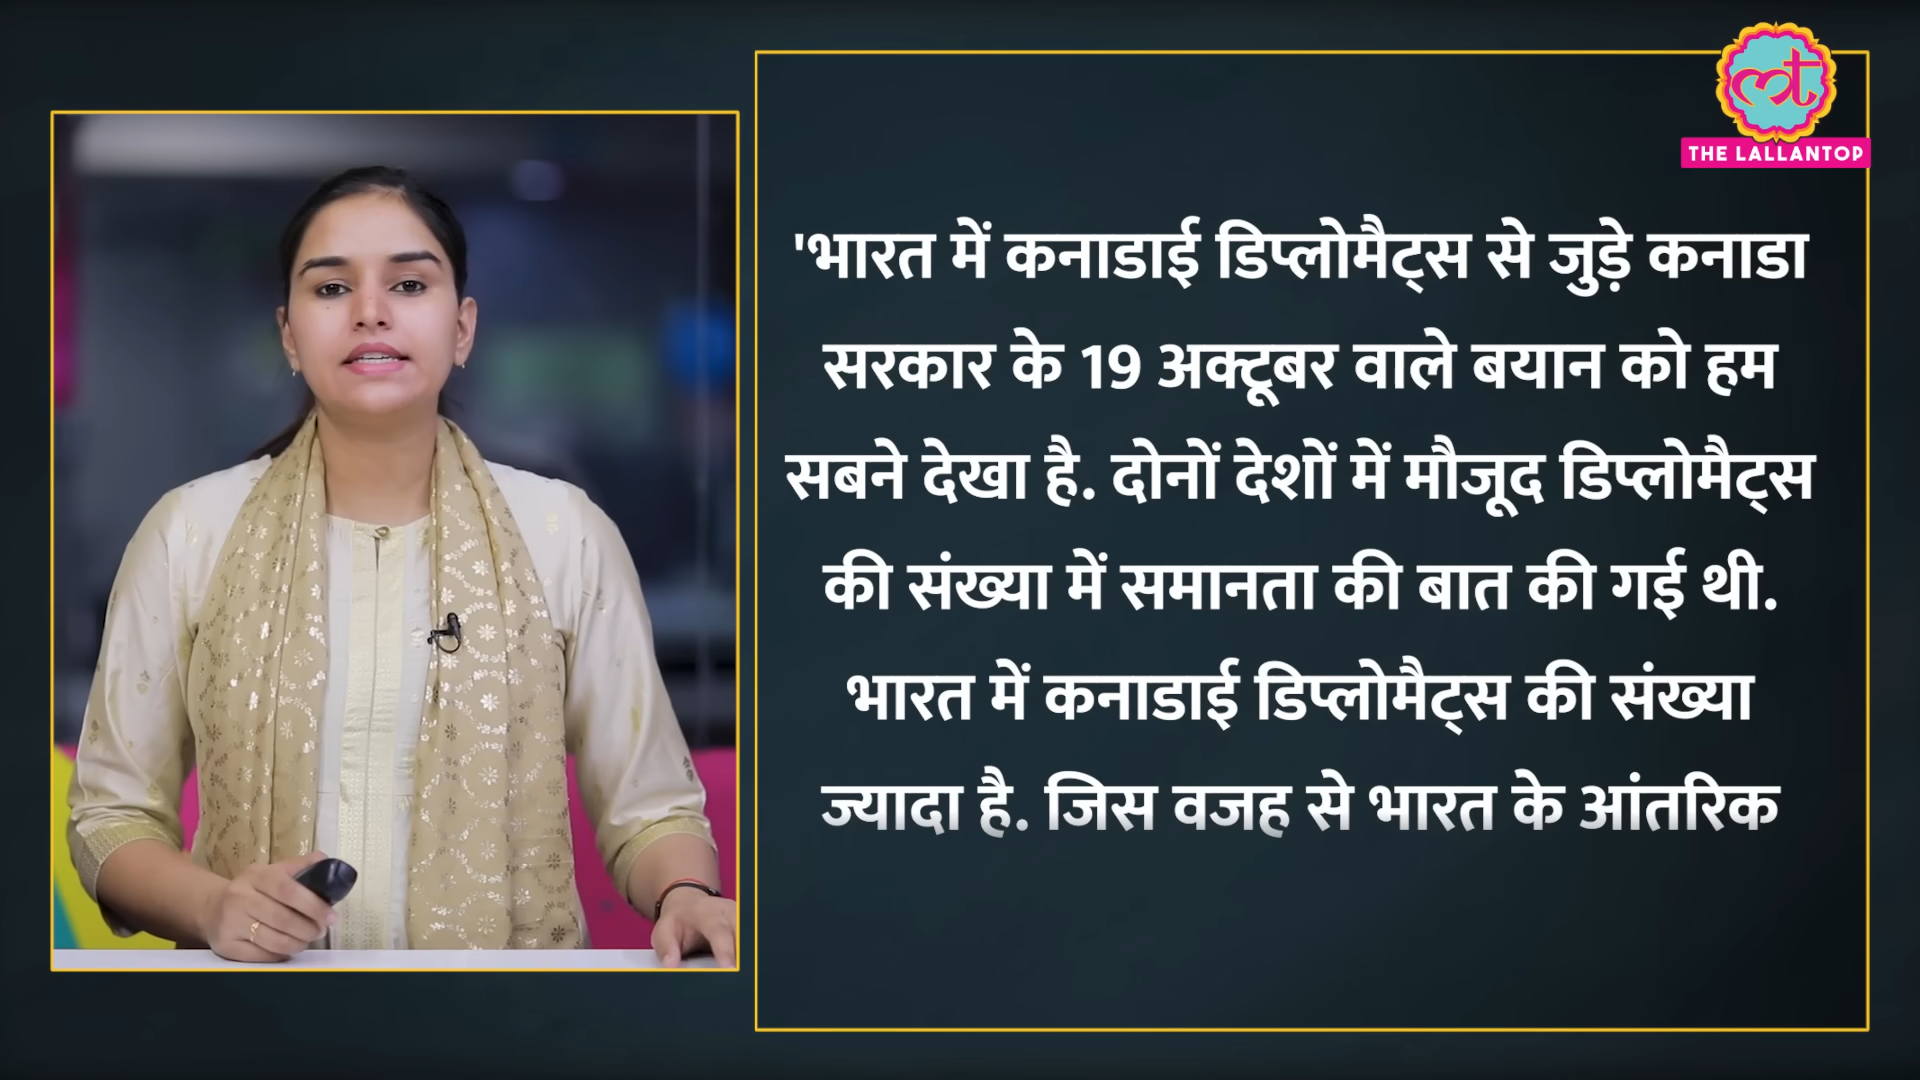 THE LALLANTOP
'भारत में कनाडाई डिप्लोमैट्स से जुड़े कनाडा
सरकार के 19 अक्टूबर वाले बयान को हम
सबने देखा है. दोनों देशों में मौजूद डिप्लोमैट्स
की संख्या में समानता की बात की गई थी.
भारत में कनाडाई डिप्लोमैट्स की संख्या
ज्यादा है. जिस वजह से भारत के आंतरिक